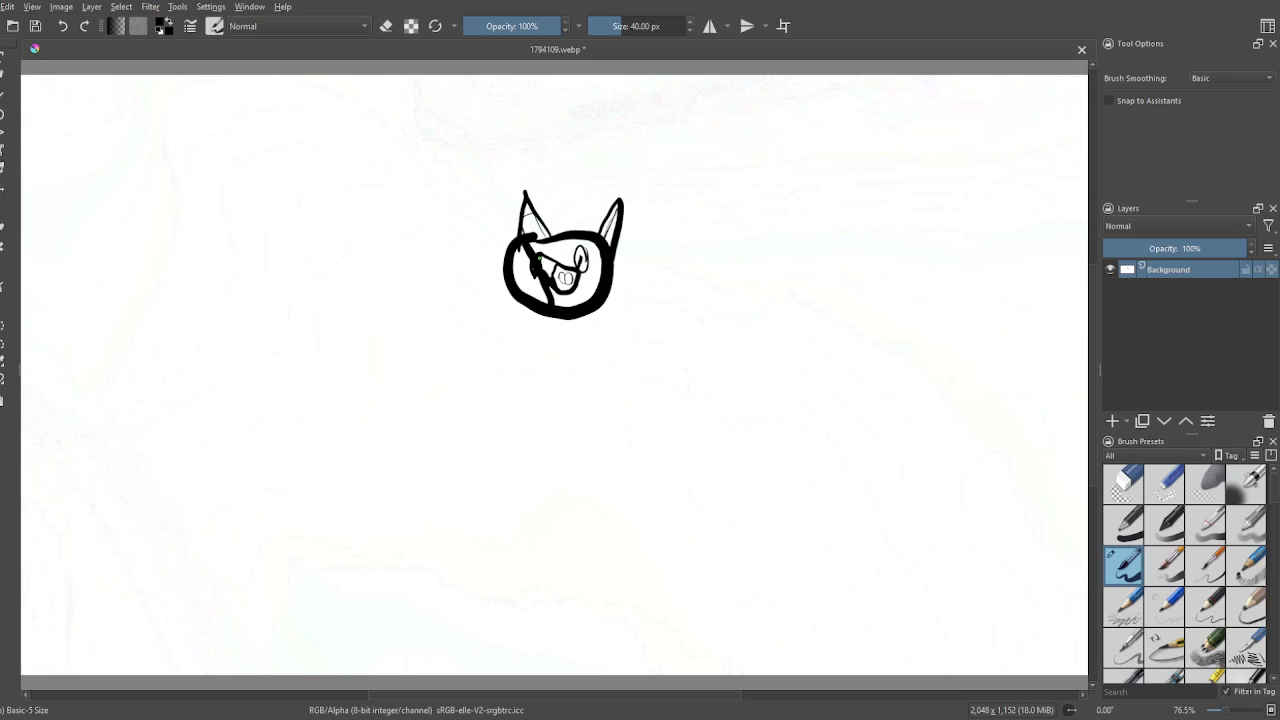 Edit View Image Layer Select Filter Tools Settings Window Help
Normal
Opacity: 100%
Size: 40.00 px
1794109.webp *
Tool Options
Brush Smoothing: Basic
Snap to Assistants
Layers
Normal
Opacity: 100%
Background
Brush Presets
All
Tag
Search
Filter in Tag
) Basic-5 Size
RGB/Alpha (8-bit integer/channel) sRGB-elle-V2-srgbtrc.icc
2,048 x 1,152 (18.0 MiB)
0.00°
76.5%